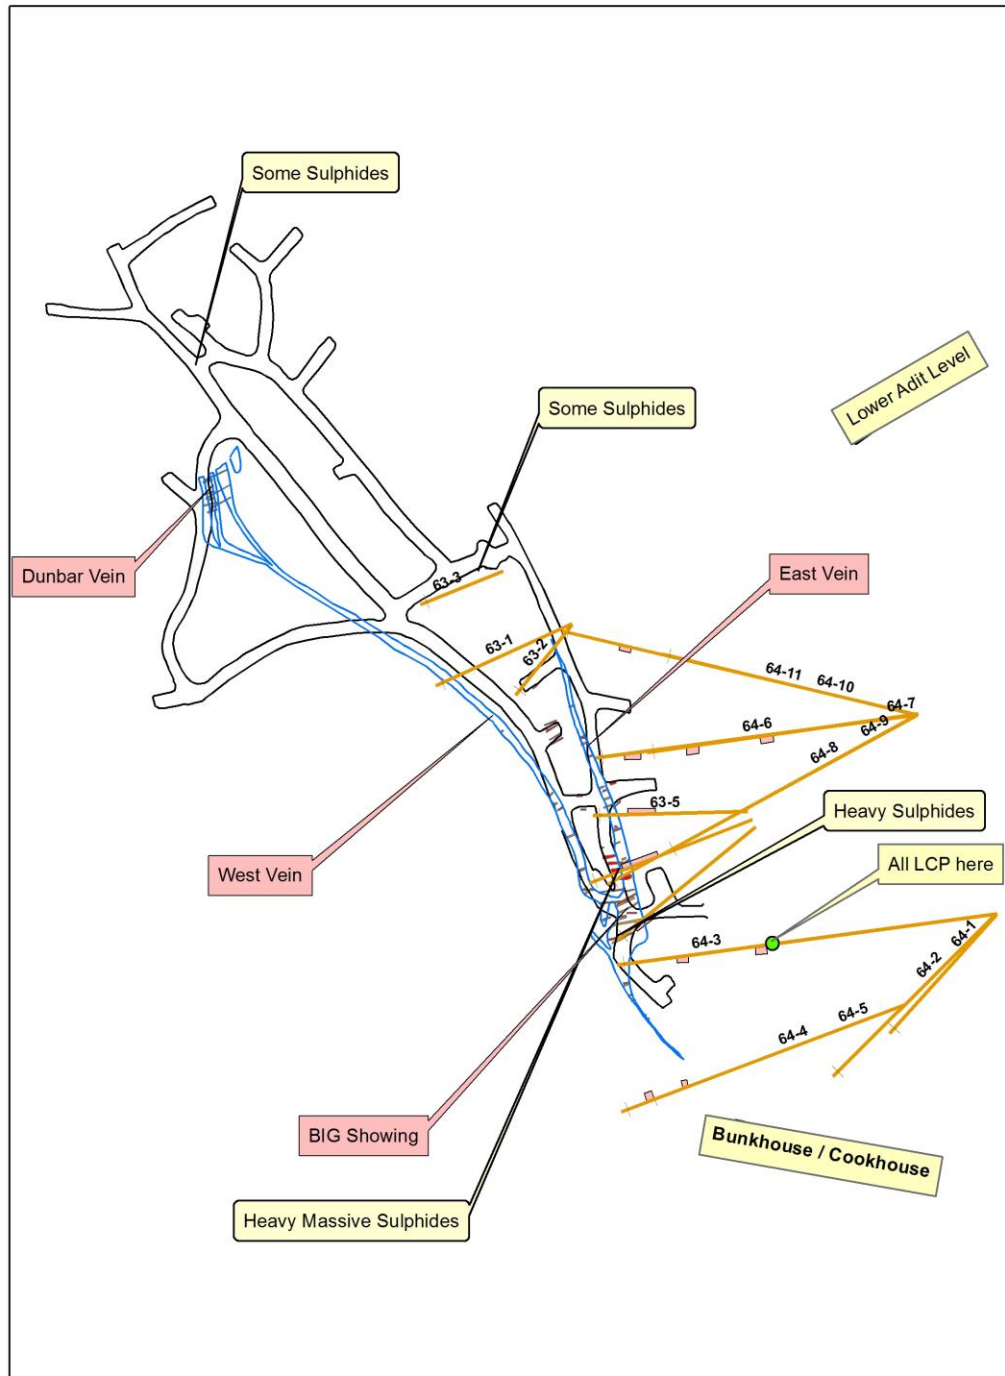 Some Sulphides
Lower Adit Level
Some Sulphides
Dunbar Vein
63-3
East Vein
63-1
63-2
64-11
64-10
64-7
64-6
64-9
64-8
63-5
Heavy Sulphides
All LCP here
West Vein
64-3
64-1
64-2
64-5
64-4
BIG Showing
Bunkhouse / Cookhouse
Heavy Massive Sulphides